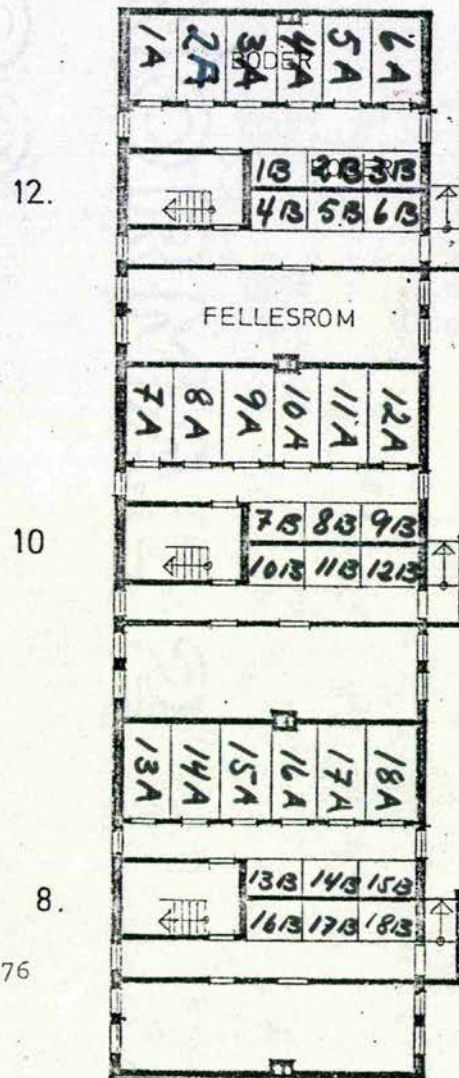 1A 2A 3A 4A 5A 6A
BODER
12.
1B 2B 3B
BODER
4B 5B 6B
FELLESROM
7A 8A 9A 10A 11A 12A
10
7B 8B 9B
10B 11B 12B
13A 14A 15A 16A 17A 18A
8.
13B 14B 15B
16B 17B 18B
76